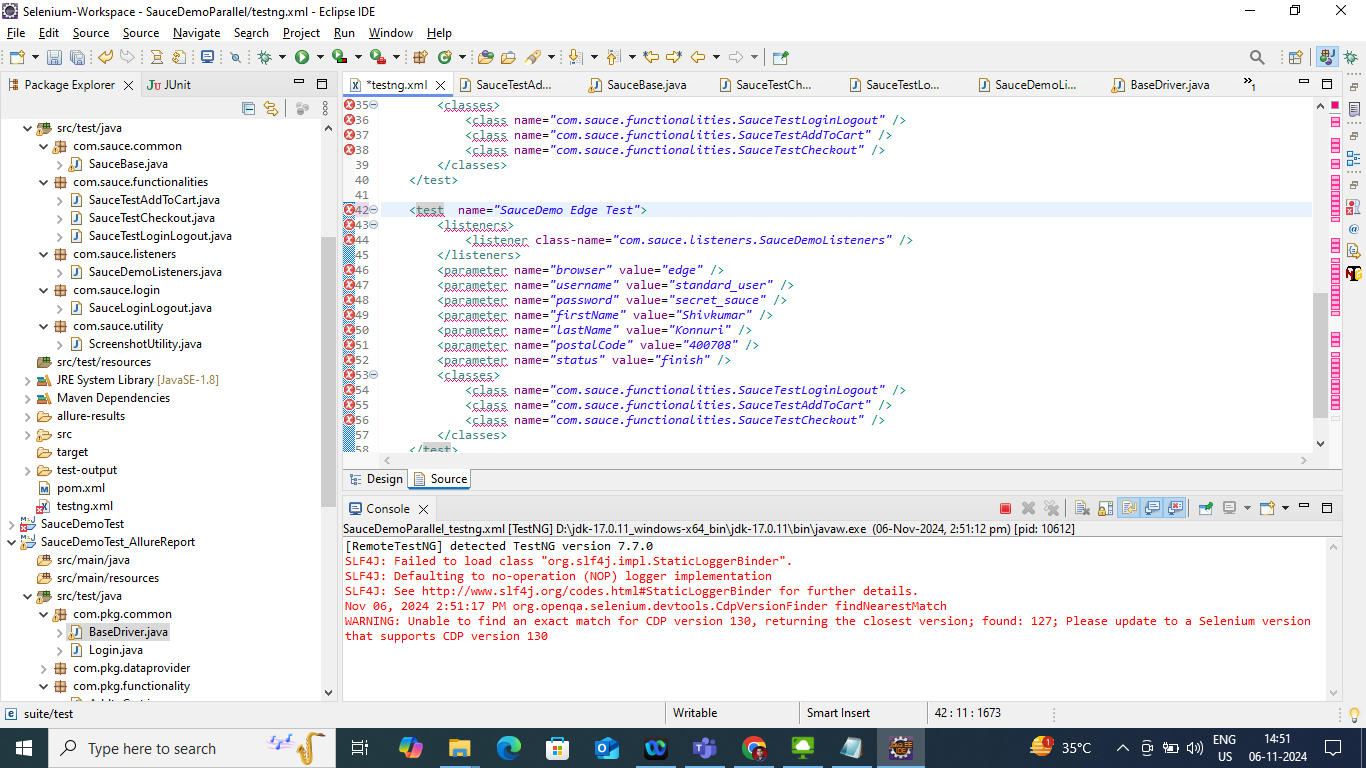 Selenium-Workspace - SauceDemoParallel/testng.xml - Eclipse IDE
File Edit Source Source Navigate Search Project Run Window Help
Package Explorer JUnit
*testng.xml SauceTestAd... SauceBase.java SauceTestCh... SauceTestLo... SauceDemoLi... BaseDriver.java »1
src/test/java
com.sauce.common
SauceBase.java
com.sauce.functionalities
SauceTestAddToCart.java
SauceTestCheckout.java
SauceTestLoginLogout.java
com.sauce.listeners
SauceDemoListeners.java
com.sauce.login
SauceLoginLogout.java
com.sauce.utility
ScreenshotUtility.java
src/test/resources
JRE System Library [JavaSE-1.8]
Maven Dependencies
allure-results
src
target
test-output
pom.xml
testng.xml
SauceDemoTest
SauceDemoTest_AllureReport
src/main/java
src/main/resources
src/test/java
com.pkg.common
BaseDriver.java
Login.java
com.pkg.dataprovider
com.pkg.functionality
35 <classes>
36 <class name="com.sauce.functionalities.SauceTestLoginLogout" />
37 <class name="com.sauce.functionalities.SauceTestAddToCart" />
38 <class name="com.sauce.functionalities.SauceTestCheckout" />
39 </classes>
40 </test>
41
42 <test  name="SauceDemo Edge Test">
43 <listeners>
44 <listener class-name="com.sauce.listeners.SauceDemoListeners" />
45 </listeners>
46 <parameter name="browser" value="edge" />
47 <parameter name="username" value="standard_user" />
48 <parameter name="password" value="secret_sauce" />
49 <parameter name="firstName" value="Shivkumar" />
50 <parameter name="lastName" value="Konnuri" />
51 <parameter name="postalCode" value="400708" />
52 <parameter name="status" value="finish" />
53 <classes>
54 <class name="com.sauce.functionalities.SauceTestLoginLogout" />
55 <class name="com.sauce.functionalities.SauceTestAddToCart" />
56 <class name="com.sauce.functionalities.SauceTestCheckout" />
57 </classes>
58 </test>
Design Source
Console
SauceDemoParallel_testng.xml [TestNG] D:\jdk-17.0.11_windows-x64_bin\jdk-17.0.11\bin\javaw.exe (06-Nov-2024, 2:51:12 pm) [pid: 10612]
[RemoteTestNG] detected TestNG version 7.7.0
SLF4J: Failed to load class "org.slf4j.impl.StaticLoggerBinder".
SLF4J: Defaulting to no-operation (NOP) logger implementation
SLF4J: See http://www.slf4j.org/codes.html#StaticLoggerBinder for further details.
Nov 06, 2024 2:51:17 PM org.openqa.selenium.devtools.CdpVersionFinder findNearestMatch
WARNING: Unable to find an exact match for CDP version 130, returning the closest version; found: 127; Please update to a Selenium version
that supports CDP version 130
suite/test Writable Smart Insert 42 : 11 : 1673
Type here to search
1 35°C ENG US 14:51 06-11-2024